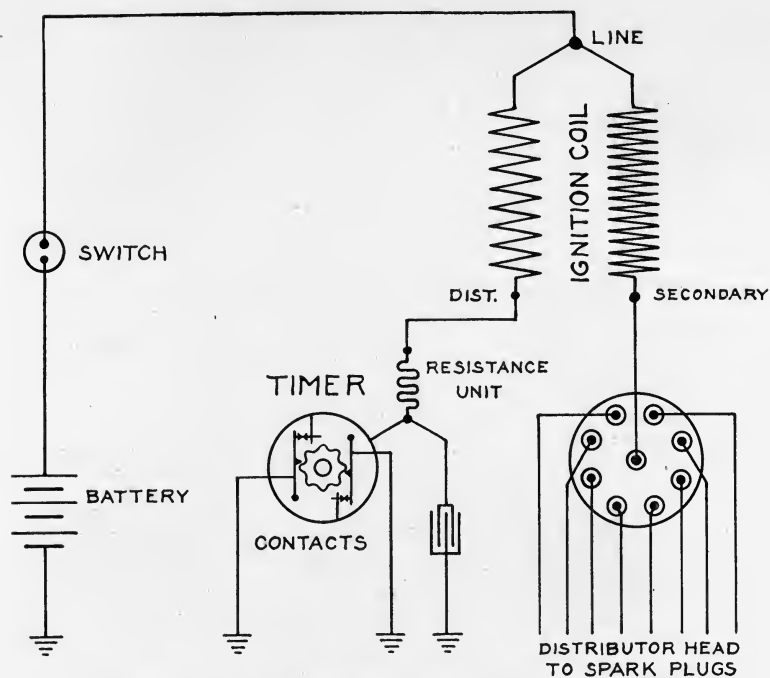 LINE
IGNITION COIL
SWITCH
DIST.
SECONDARY
RESISTANCE
UNIT
TIMER
BATTERY
CONTACTS
DISTRIBUTOR HEAD
TO SPARK PLUGS